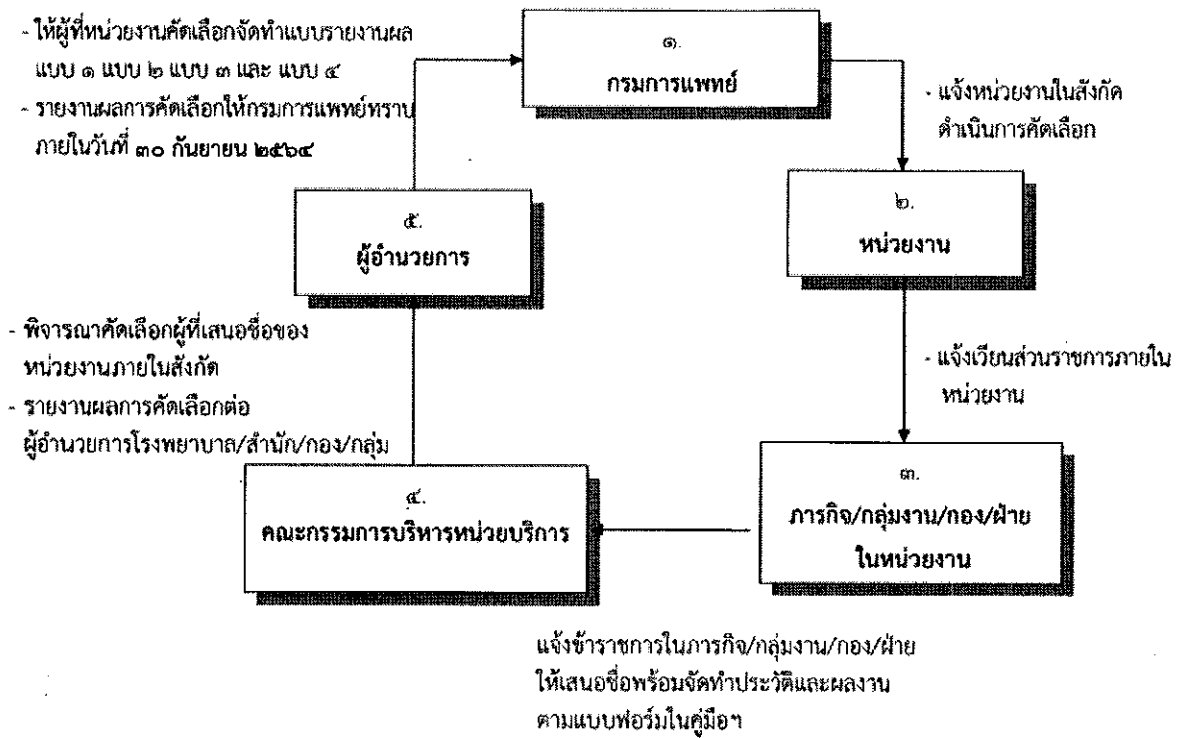 - ให้ผู้ที่หน่วยงานคัดเลือกจัดทำแบบรายงานผล
แบบ ๑ แบบ ๒ แบบ ๓ และ แบบ ๔
- รายงานผลการคัดเลือกให้กรมการแพทย์ทราบ
ภายในวันที่ ๓๐ กันยายน ๒๕๖๔
๑.
กรมการแพทย์
- แจ้งหน่วยงานในสังกัด
ดำเนินการคัดเลือก
๒.
หน่วยงาน
- แจ้งเวียนส่วนราชการภายใน
หน่วยงาน
๓.
ภารกิจ/กลุ่มงาน/กอง/ฝ่าย
ในหน่วยงาน
แจ้งข้าราชการในภารกิจ/กลุ่มงาน/กอง/ฝ่าย
ให้เสนอชื่อพร้อมจัดทำประวัติและผลงาน
ตามแบบฟอร์มในคู่มือฯ
๔.
คณะกรรมการบริหารหน่วยบริการ
- พิจารณาคัดเลือกผู้ที่เสนอชื่อของ
หน่วยงานภายในสังกัด
- รายงานผลการคัดเลือกต่อ
ผู้อำนวยการโรงพยาบาล/สำนัก/กอง/กลุ่ม
๕.
ผู้อำนวยการ